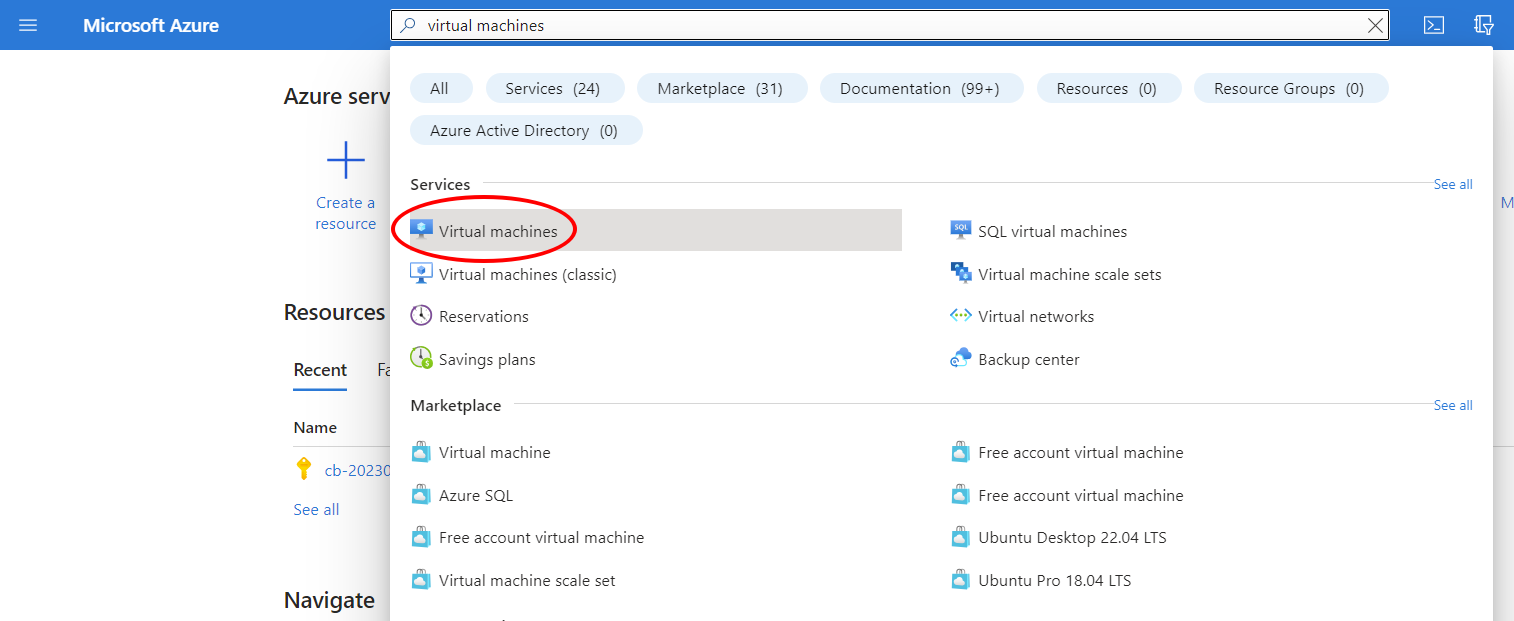 Microsoft Azure
virtual machines
All
Services (24)
Marketplace (31)
Documentation (99+)
Resources (0)
Resource Groups (0)
Azure Active Directory (0)
Azure serv
Create a
resource
Services
See all
Virtual machines
SQL virtual machines
Virtual machines (classic)
Virtual machine scale sets
Reservations
Virtual networks
Savings plans
Backup center
M
Resources
Recent
Fa
Name
cb-20230
See all
Marketplace
See all
Virtual machine
Free account virtual machine
Azure SQL
Free account virtual machine
Free account virtual machine
Ubuntu Desktop 22.04 LTS
Virtual machine scale set
Ubuntu Pro 18.04 LTS
Navigate